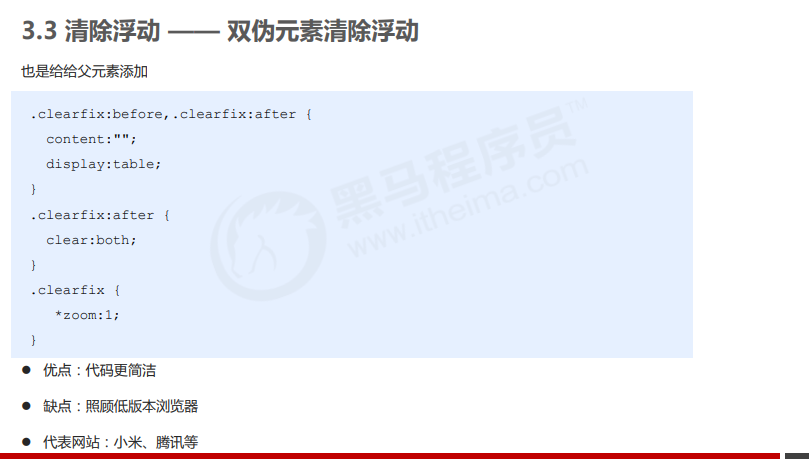 3.3 清除浮动 —— 双伪元素清除浮动
也是给给父元素添加
.clearfix:before,.clearfix:after {
content:"";
display:table;
}
.clearfix:after {
clear:both;
}
.clearfix {
*zoom:1;
}
黑马程序员™
www.itheima.com
● 优点：代码更简洁
● 缺点：照顾低版本浏览器
● 代表网站：小米、腾讯等